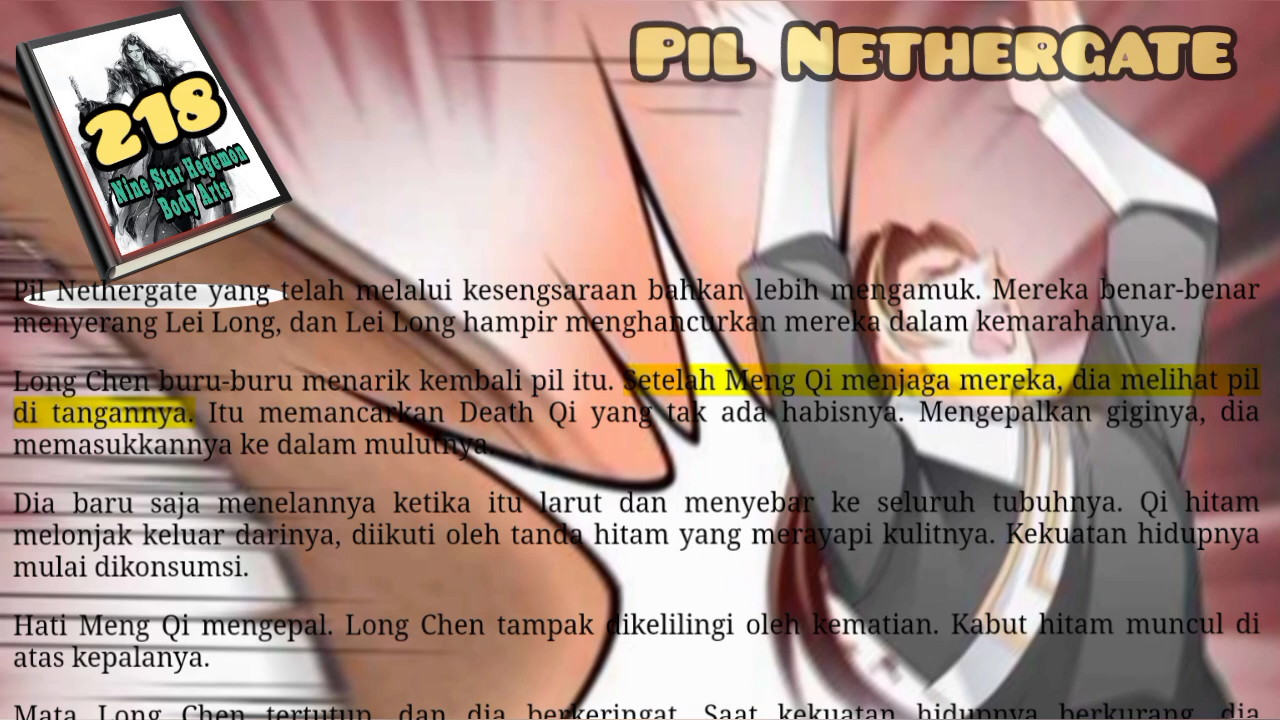 Pil Nethergate
218
Nine Star Hegemon
Body Arts
Pil Nethergate yang telah melalui kesengsaraan bahkan lebih mengamuk. Mereka benar-benar
menyerang Lei Long, dan Lei Long hampir menghancurkan mereka dalam kemarahannya.
Long Chen buru-buru menarik kembali pil itu. Setelah Meng Qi menjaga mereka, dia melihat pil
di tangannya. Itu memancarkan Death Qi yang tak ada habisnya. Mengepalkan giginya, dia
memasukkannya ke dalam mulutnya.
Dia baru saja menelannya ketika itu larut dan menyebar ke seluruh tubuhnya. Qi hitam
melonjak keluar darinya, diikuti oleh tanda hitam yang merayapi kulitnya. Kekuatan hidupnya
mulai dikonsumsi.
Hati Meng Qi mengepal. Long Chen tampak dikelilingi oleh kematian. Kabut hitam muncul di
atas kepalanya.
Mata Long Chen tertutup, dan dia berkeringat. Saat kekuatan hidupnya berkurang, dia